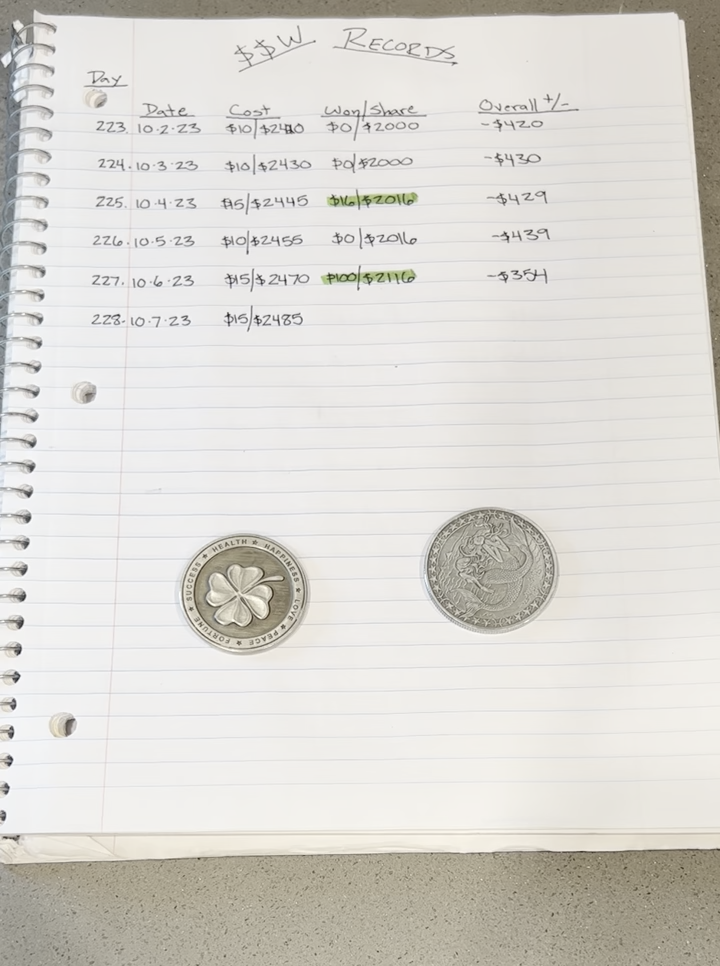 $$W RECORDS
Day
Date Cost Won/Share Overall +/-
223. 10.2.23 $10/$2420 $0/$2000 -$420
224. 10.3.23 $10/$2430 $0/$2000 -$430
225. 10.4.23 $15/$2445 $16/$2016 -$429
226. 10.5.23 $10/$2455 $0/$2016 -$439
227. 10.6.23 $15/$2470 $100/$2116 -$354
228. 10.7.23 $15/$2485
SUCCESS ★ HEALTH ★ HAPPINESS ★ LOVE ★ PEACE ★ FORTUNE ★